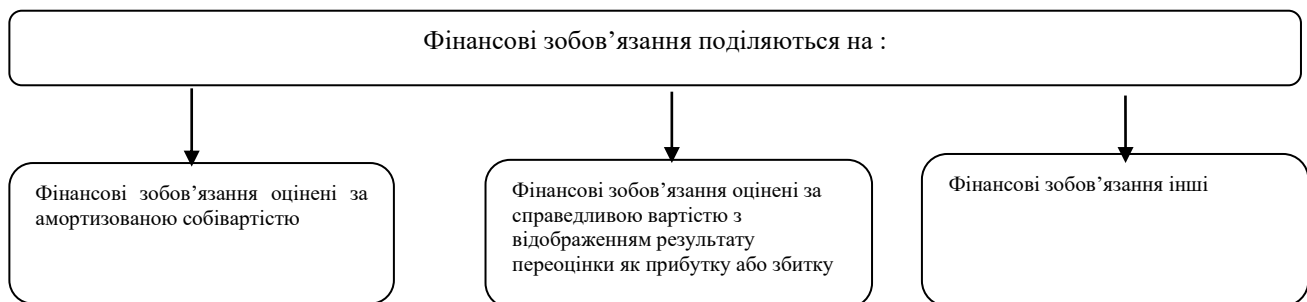 Фінансові зобов’язання поділяються на :
Фінансові зобов’язання оцінені за
амортизованою собівартістю
Фінансові зобов’язання оцінені за
справедливою вартістю з
відображенням результату
переоцінки як прибутку або збитку
Фінансові зобов’язання інші